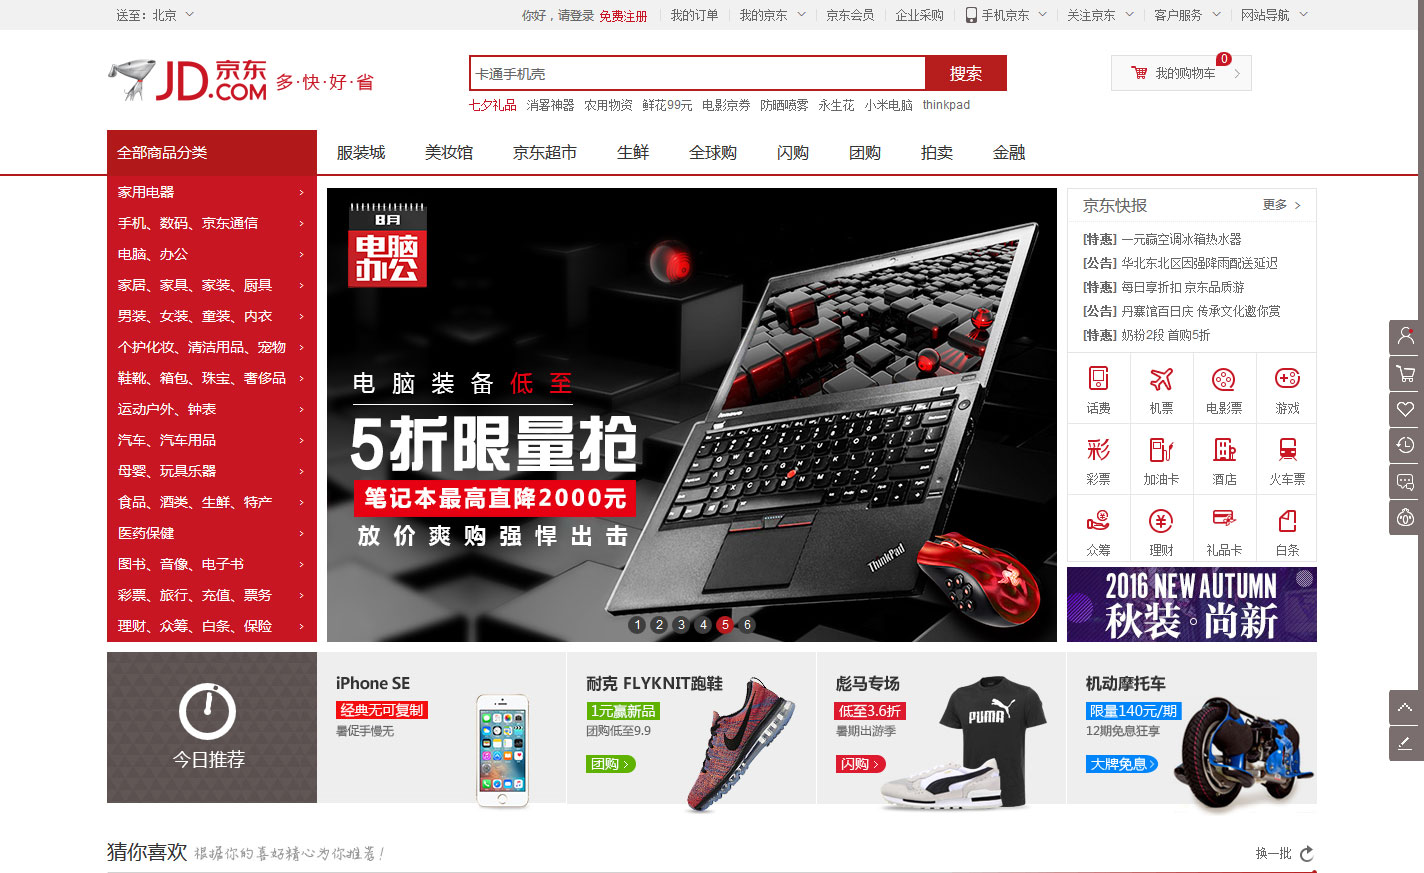 送至：北京
你好，请登录 免费注册
我的订单
我的京东
京东会员
企业采购
手机京东
关注京东
客户服务
网站导航
JD.COM 京东
多·快·好·省
卡通手机壳
搜索
0
我的购物车
七夕礼品 消署神器 农用物资 鲜花99元 电影京券 防晒喷雾 永生花 小米电脑 thinkpad
全部商品分类
服装城 美妆馆 京东超市 生鲜 全球购 闪购 团购 拍卖 金融
家用电器 >
手机、数码、京东通信 >
电脑、办公 >
家居、家具、家装、厨具 >
男装、女装、童装、内衣 >
个护化妆、清洁用品、宠物 >
鞋靴、箱包、珠宝、奢侈品 >
运动户外、钟表 >
汽车、汽车用品 >
母婴、玩具乐器 >
食品、酒类、生鲜、特产 >
医药保健 >
图书、音像、电子书 >
彩票、旅行、充值、票务 >
理财、众筹、白条、保险 >
8月
电脑
办公
电脑装备低至
5折限量抢
笔记本最高直降2000元
放价爽购强悍出击
lenovo
ThinkPad
1 2 3 4 5 6
京东快报
更多 >
[特惠] 一元赢空调冰箱热水器
[公告] 华北东北区因强降雨配送延迟
[特惠] 每日享折扣 京东品质游
[公告] 丹寨馆百日庆 传承文化邀你赏
[特惠] 奶粉2段 首购5折
话费 机票 电影票 游戏
彩
彩票 加油卡 酒店 火车票
众筹 理财 礼品卡 白条
2016 NEW AUTUMN
秋装。尚新
今日推荐
iPhone SE
经典无可复制
暑促手慢无
耐克 FLYKNIT跑鞋
1元赢新品
团购低至9.9
团购 >
彪马专场
低至3.6折
暑期出游季
闪购 >
PUMA
机动摩托车
限量140元/期
12期免息狂享
大牌免息 >
猜你喜欢 根据你的喜好精心为你推荐！
换一批